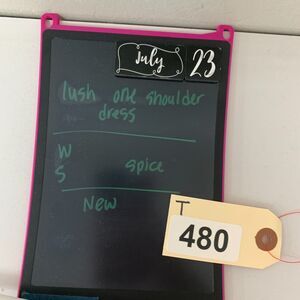 July 23
lush one shoulder
dress
W
S spice
New
T
480